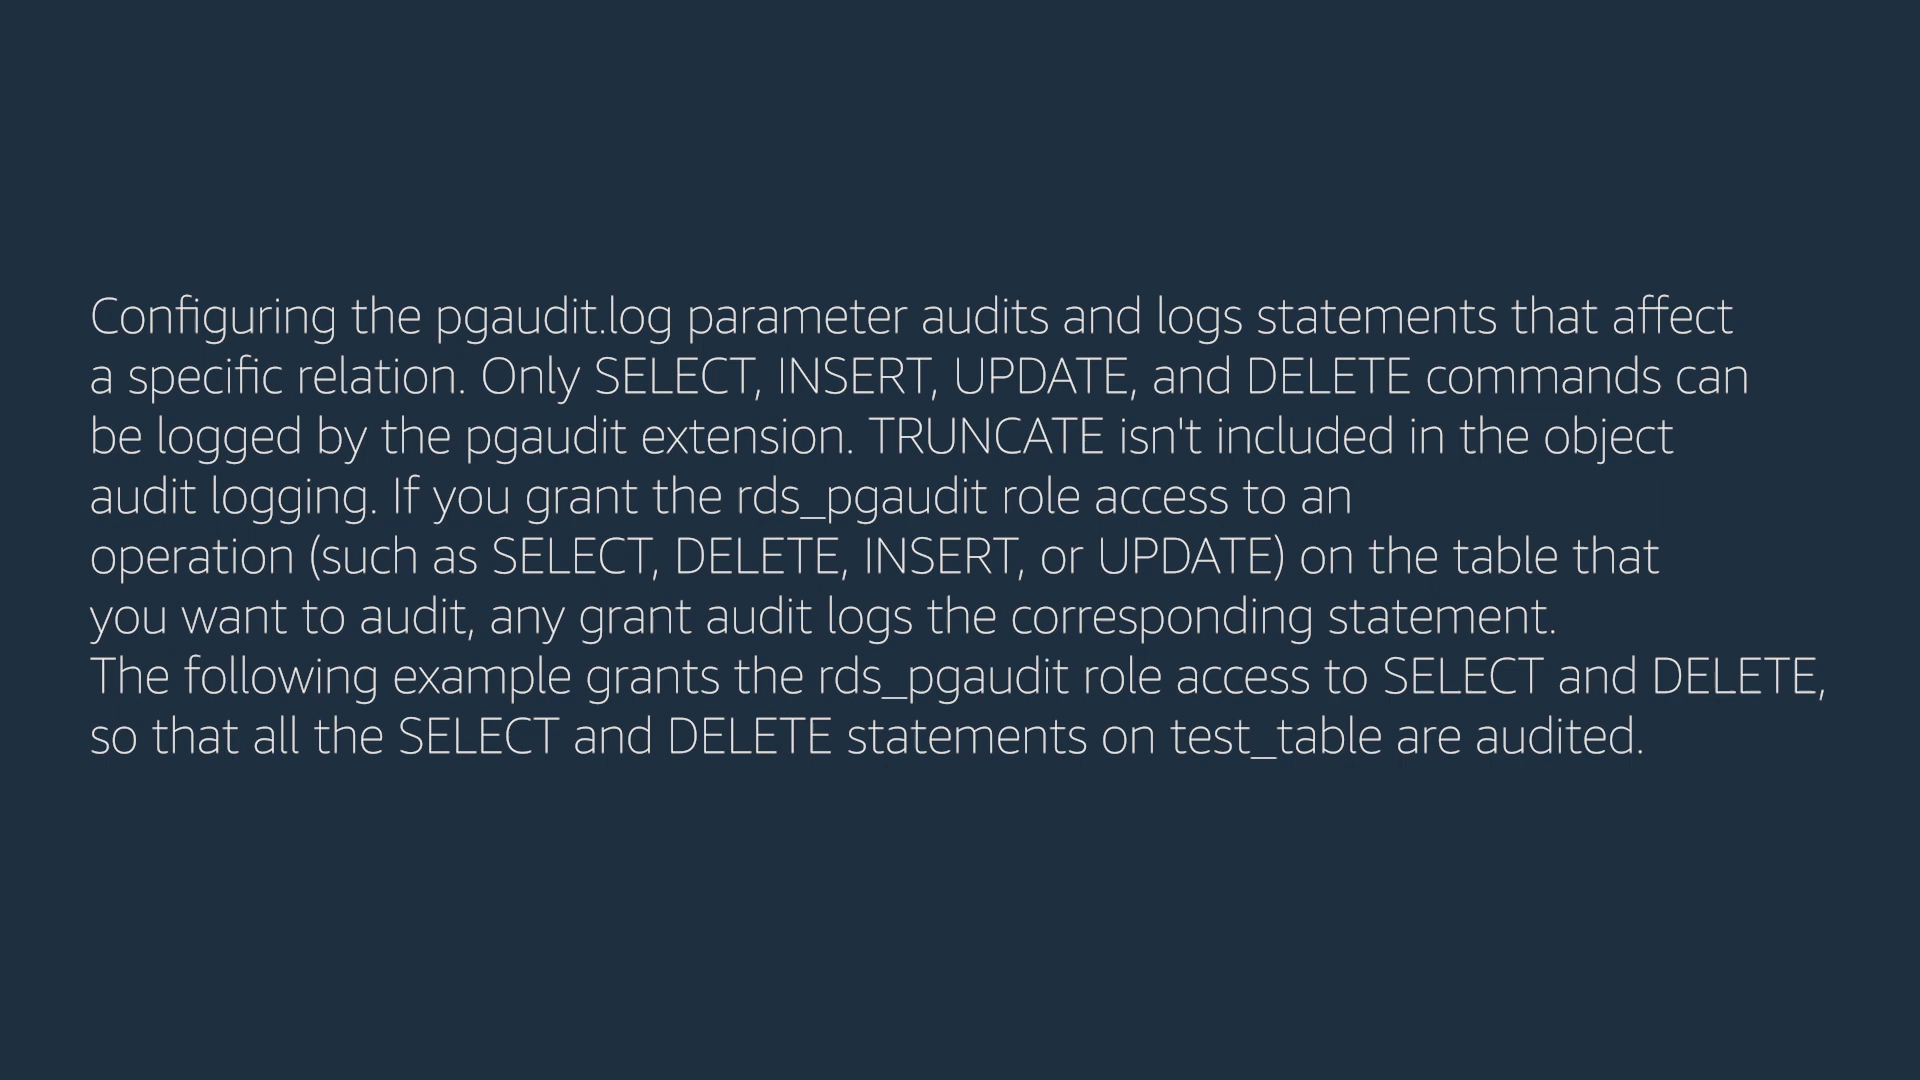 Configuring the pgaudit.log parameter audits and logs statements that affect
a specific relation. Only SELECT, INSERT, UPDATE, and DELETE commands can
be logged by the pgaudit extension. TRUNCATE isn't included in the object
audit logging. If you grant the rds_pgaudit role access to an
operation (such as SELECT, DELETE, INSERT, or UPDATE) on the table that
you want to audit, any grant audit logs the corresponding statement.
The following example grants the rds_pgaudit role access to SELECT and DELETE,
so that all the SELECT and DELETE statements on test_table are audited.